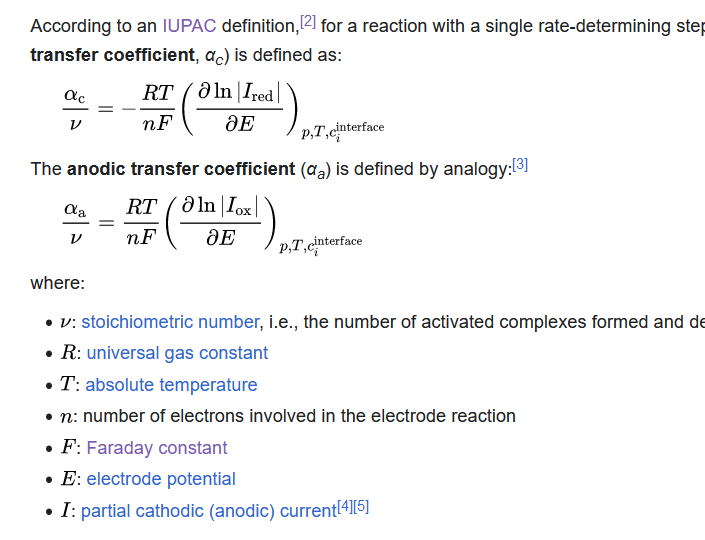 According to an IUPAC definition,[2] for a reaction with a single rate-determining
transfer coefficient, αc) is defined as:
αc/ν = −RT/nF (∂ ln |Ired|/∂E)p,T,ci^interface
The anodic transfer coefficient (αa) is defined by analogy:[3]
αa/ν = RT/nF (∂ ln |Iox|/∂E)p,T,ci^interface
where:
• ν: stoichiometric number, i.e., the number of activated complexes formed and
• R: universal gas constant
• T: absolute temperature
• n: number of electrons involved in the electrode reaction
• F: Faraday constant
• E: electrode potential
• I: partial cathodic (anodic) current[4][5]